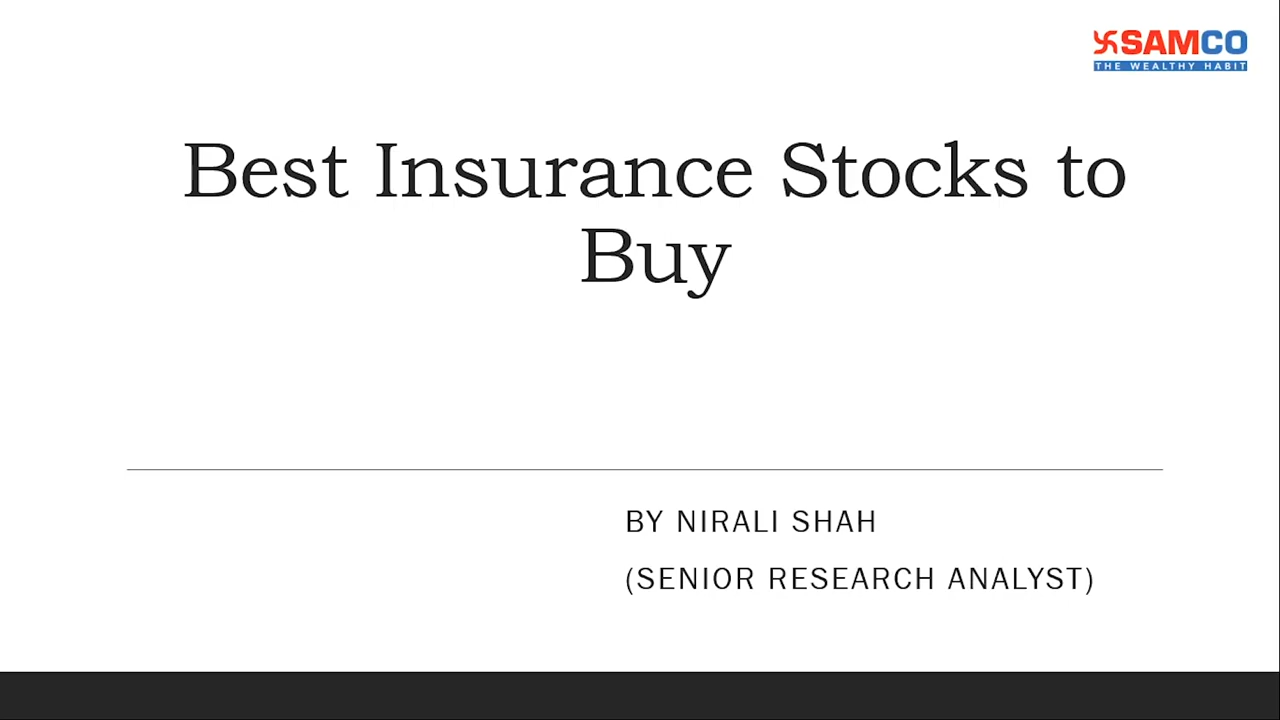 SAMCO
THE WEALTHY HABIT
Best Insurance Stocks to
Buy
BY NIRALI SHAH
(SENIOR RESEARCH ANALYST)